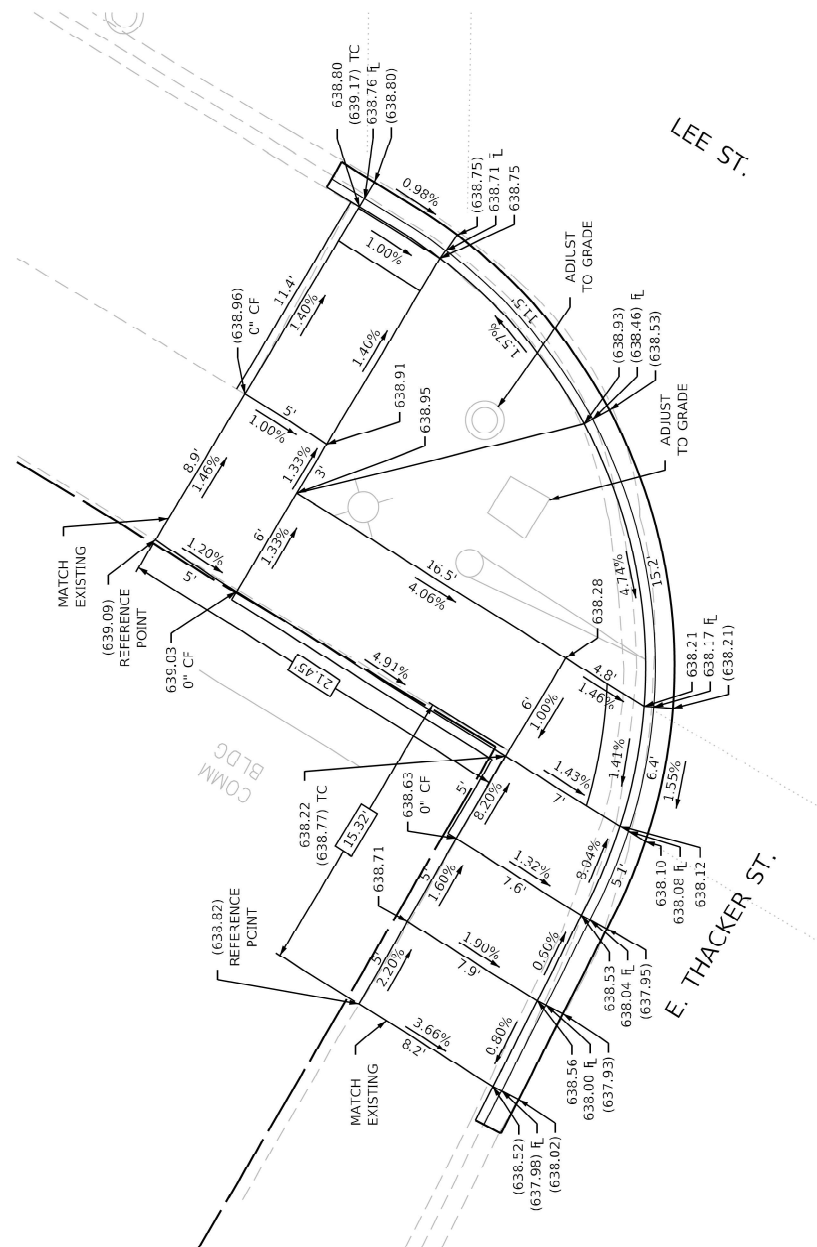 LEE ST.
638.80
(639.17) TC
638.76 FL
(638.80)
0.98%
(638.75)
638.71 FL
638.75
1.00%
11.4'
1.40%
1.40%
(638.96)
0" CF
5'
1.00%
638.91
638.95
ADJUST
TO GRADE
11.5'
1.57%
(638.93)
(638.46) FL
(638.53)
ADJUST
TO GRADE
8.9'
1.46%
1.33%
3'
6'
1.33%
MATCH
EXISTING
1.20%
5'
(639.09)
REFERENCE
POINT
639.03
0" CF
16.5'
4.06%
4.74%
15.2'
638.28
4.91%
21.45'
4.8'
1.46%
638.21
638.17 FL
(638.21)
6'
1.00%
COMM
BLDG
1.41%
6.4'
1.55%
1.43%
7'
638.22
(638.77) TC
638.63
0" CF
5'
8.20%
15.32'
638.71
5'
1.60%
1.32%
7.6'
8.04%
5.1'
638.10
638.08 FL
638.12
(638.82)
REFERENCE
POINT
5'
2.20%
1.90%
7.9'
0.50%
638.53
638.04 FL
(637.95)
E. THACKER ST.
3.66%
8.2'
MATCH
EXISTING
0.80%
638.56
638.00 FL
(637.93)
(638.52)
(637.98) FL
(638.02)